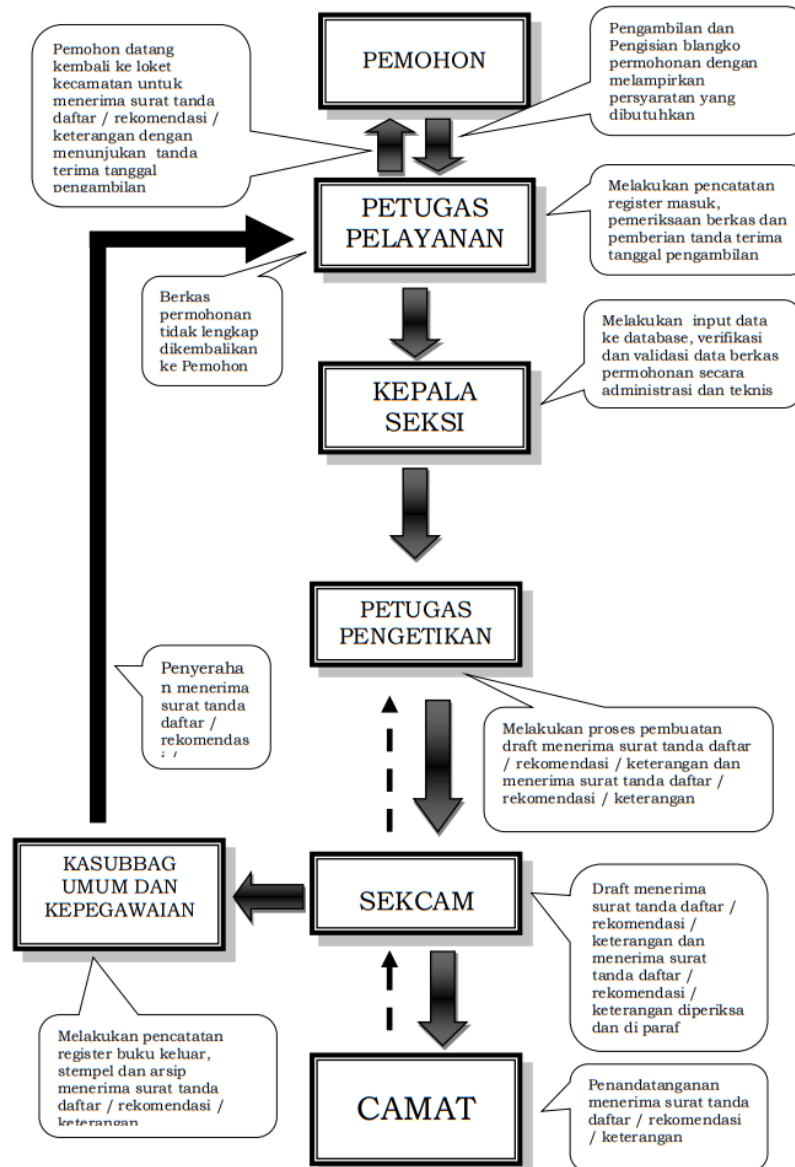 Pemohon datang
kembali ke loket
kecamatan untuk
menerima surat tanda
daftar / rekomendasi /
keterangan dengan
menunjukan tanda
terima tanggal
pengambilan
PEMOHON
Pengambilan dan
Pengisian blangko
permohonan dengan
melampirkan
persyaratan yang
dibutuhkan
PETUGAS
PELAYANAN
Melakukan pencatatan
register masuk,
pemeriksaan berkas dan
pemberian tanda terima
tanggal pengambilan
Berkas
permohonan
tidak lengkap
dikembalikan
ke Pemohon
KEPALA
SEKSI
Melakukan input data
ke database, verifikasi
dan validasi data berkas
permohonan secara
administrasi dan teknis
PETUGAS
PENGETIKAN
Penyeraha
n menerima
surat tanda
daftar /
rekomendas
i /
Melakukan proses pembuatan
draft menerima surat tanda daftar
/ rekomendasi / keterangan dan
menerima surat tanda daftar /
rekomendasi / keterangan
KASUBBAG
UMUM DAN
KEPEGAWAIAN
SEKCAM
Draft menerima
surat tanda daftar /
rekomendasi /
keterangan dan
menerima surat
tanda daftar /
rekomendasi /
keterangan diperiksa
dan di paraf
Melakukan pencatatan
register buku keluar,
stempel dan arsip
menerima surat tanda
daftar / rekomendasi /
keterangan
CAMAT
Penandatanganan
menerima surat tanda
daftar / rekomendasi
/ keterangan